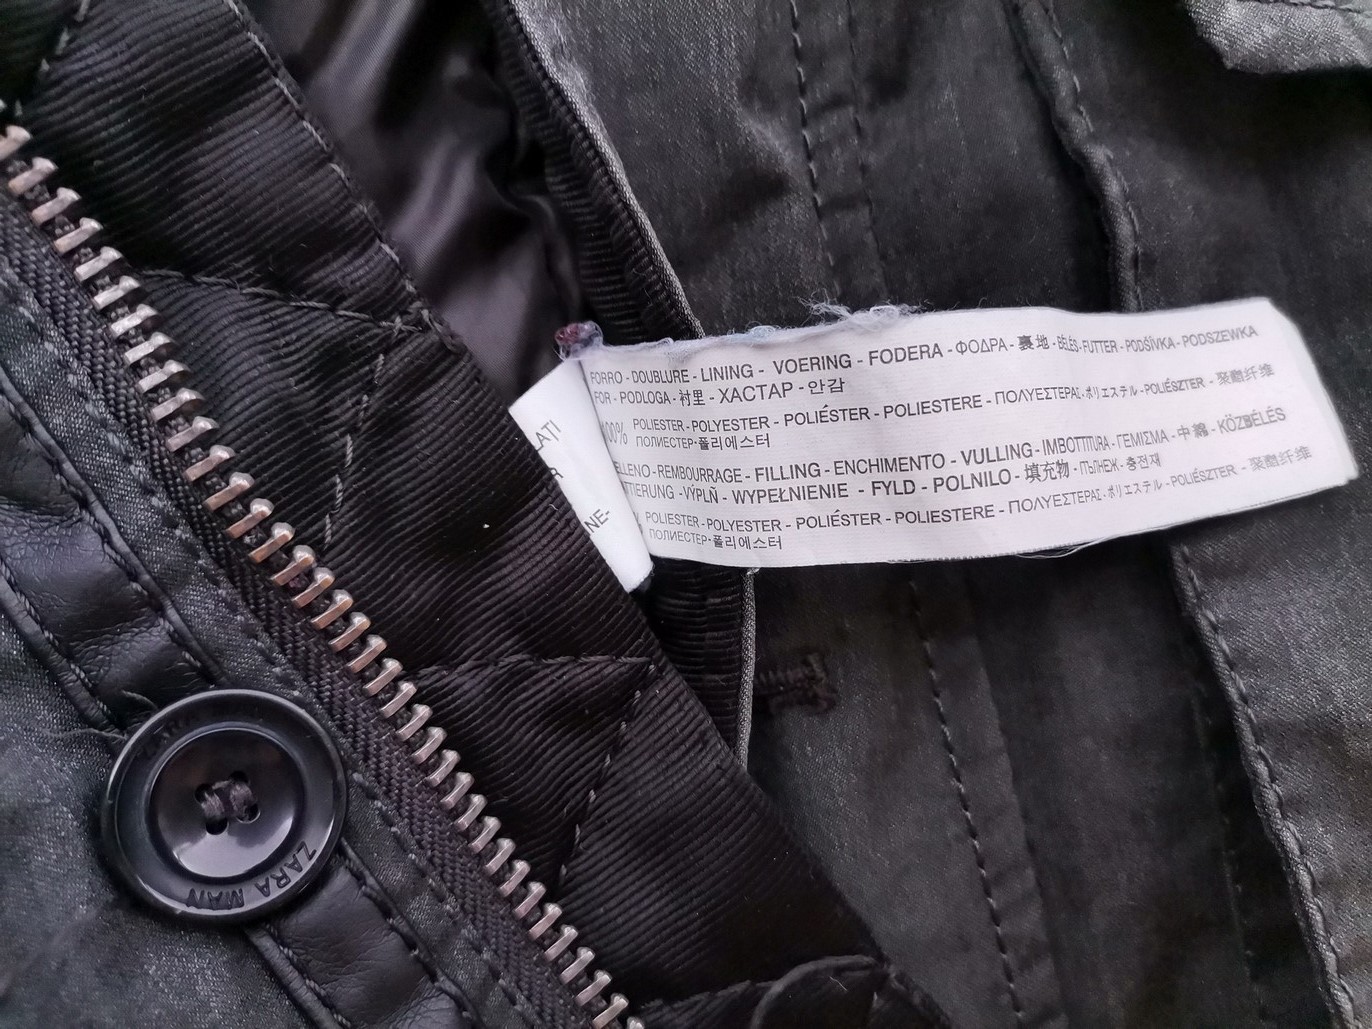 FORRO - DOUBLURE - LINING - VOERING - FODERA - ΦΟΔΡΑ - 裏地 - BÉLÉS - FUTTER - PODŠÍVKA - PODSZEWKA
FOR - PODLOGA - 衬里 - ХАСТАР - 안감
100% POLIESTER - POLYESTER - POLIÉSTER - POLIESTERE - ΠΟΛΥΕΣΤΕΡΑΣ - ポリエステル - POLIÉSZTER - 聚酯纤维
ПОЛИЕСТЕР - 폴리에스터
ELLENO - REMBOURRAGE - FILLING - ENCHIMENTO - VULLING - IMBOTTITURA - ΓΕΜΙΣΜΑ - 中綿 - KÖZBÉLÉS
TIERUNG - VÝPLŇ - WYPEŁNIENIE - FYLD - POLNILO - 填充物 - ПЪЛНЕЖ - 충전재
POLIESTER - POLYESTER - POLIÉSTER - POLIESTERE - ΠΟΛΥΕΣΤΕΡΑΣ - ポリエステル - POLIÉSZTER - 聚酯纤维
ПОЛИЕСТЕР - 폴리에스터
LATI
R
NE-
ZARA MAN